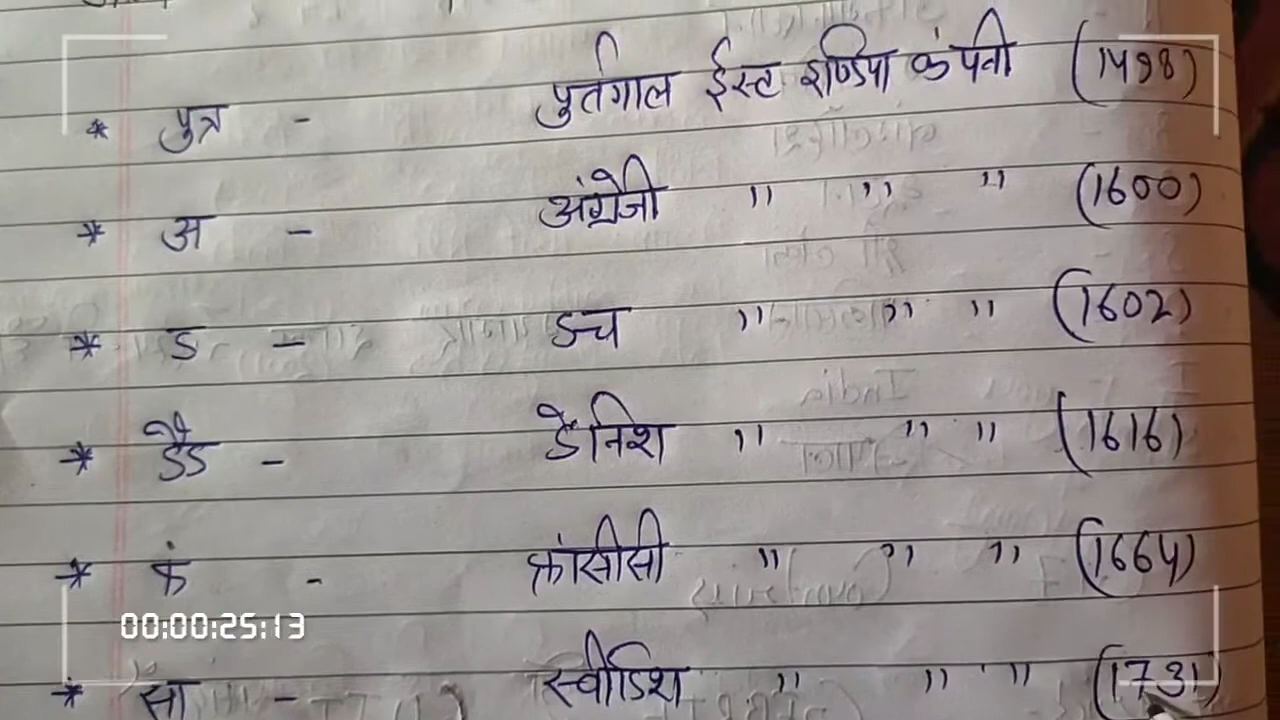 * पुत्र - पुर्तगाल ईस्ट इण्डिया कंपनी (1498)
* अ - अंग्रेजी " " " (1600)
* ड - डच " " " (1602)
* डैड - डेनिश " " " (1616)
* फ्रं - फ्रांसीसी " " " (1664)
00:00:25:13
* सा - स्वीडिश " " " (1731)